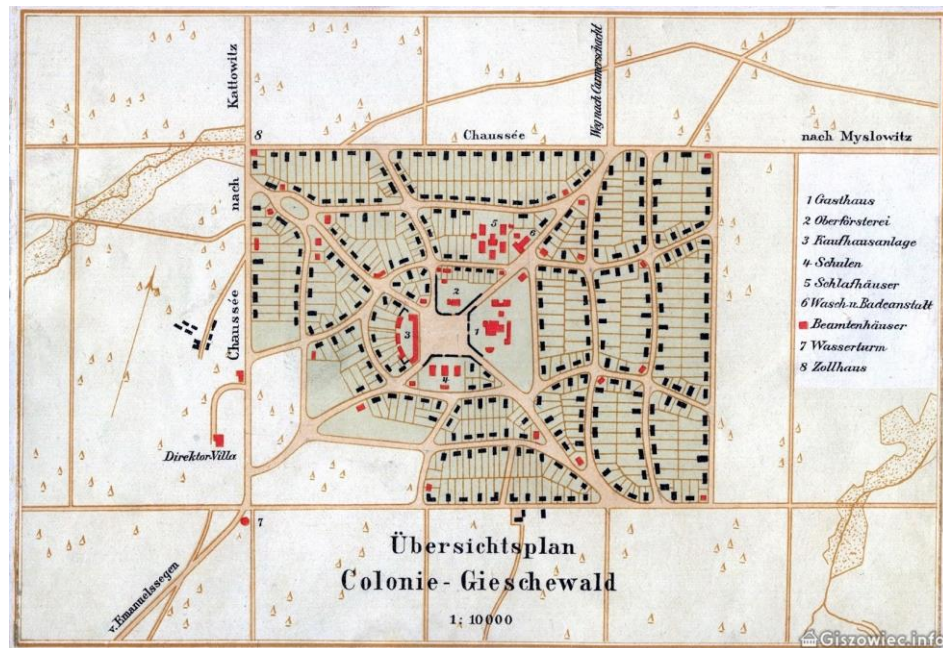 Kattowitz
nach
Chaussée
8
Chaussée
Weg nach Carmerschacht
nach Myslowitz
1 Gasthaus
2 Oberförsterei
3 Kaufhausanlage
4 Schulen
5 Schlafhäuser
6 Wasch. u. Badeanstalt
Beamtenhäuser
7 Wasserturm
8 Zollhaus
5
6
2
1
3
4
Direktor-Villa
7
v. Emanuelssegen
Übersichtsplan
Colonie-Gieschewald
1:10000
Giszowiec.info